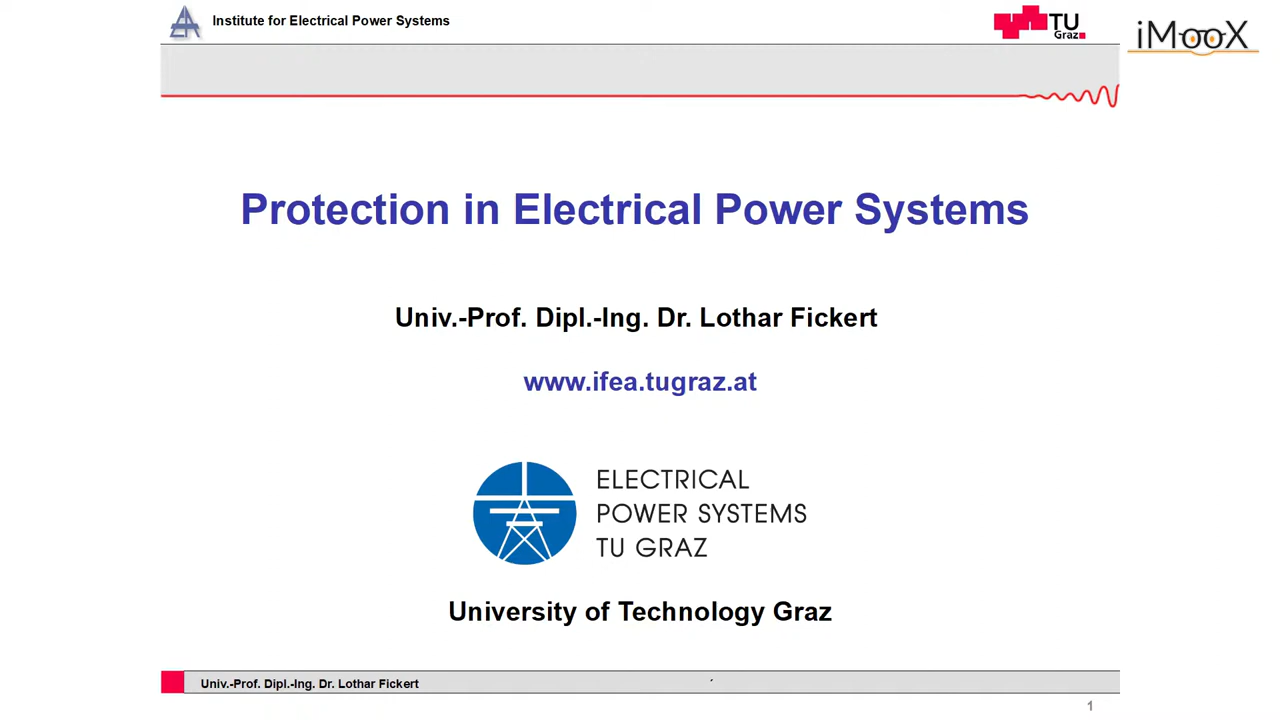 Institute for Electrical Power Systems
TU
Graz
iMooX
Protection in Electrical Power Systems
Univ.-Prof. Dipl.-Ing. Dr. Lothar Fickert
www.ifea.tugraz.at
ELECTRICAL
POWER SYSTEMS
TU GRAZ
University of Technology Graz
Univ.-Prof. Dipl.-Ing. Dr. Lothar Fickert
1